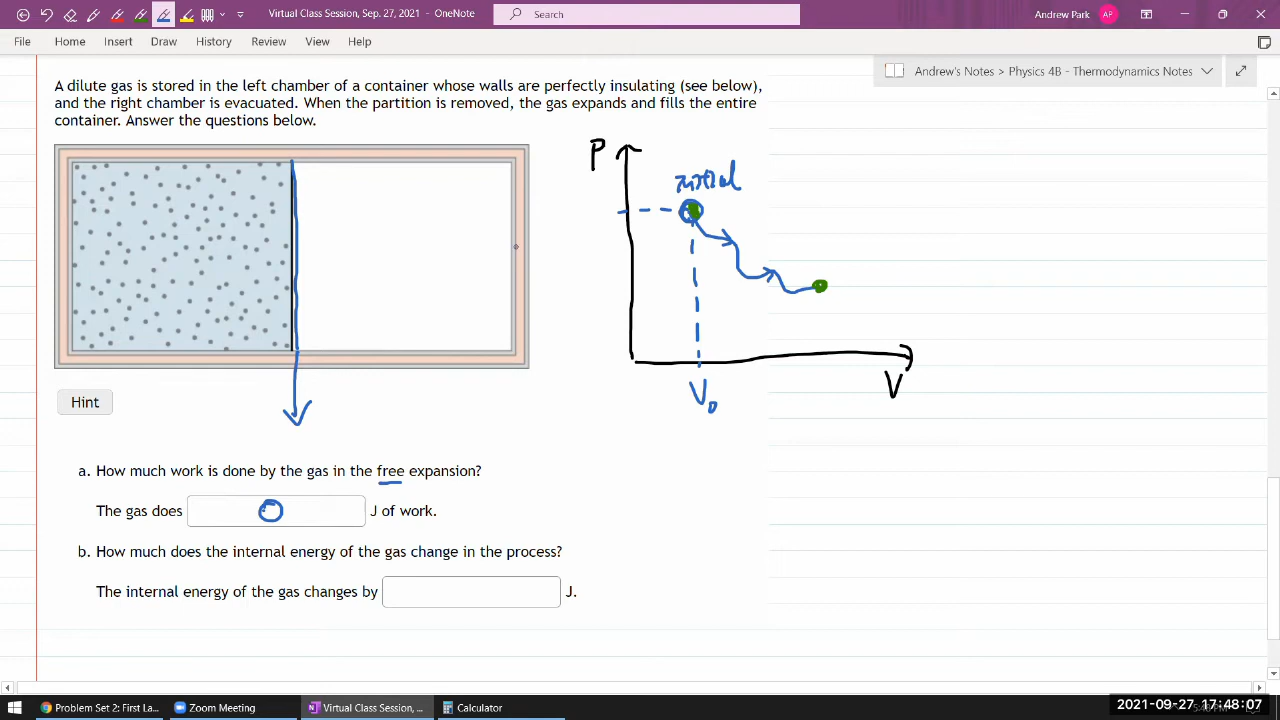 Virtual Class Session, Sep. 27, 2021 - OneNote
Search
Andrew Park
AP
File Home Insert Draw History Review View Help
Andrew's Notes > Physics 4B - Thermodynamics Notes
A dilute gas is stored in the left chamber of a container whose walls are perfectly insulating (see below),
and the right chamber is evacuated. When the partition is removed, the gas expands and fills the entire
container. Answer the questions below.
P
initial
V₀
V
Hint
a. How much work is done by the gas in the free expansion?
The gas does 0 J of work.
b. How much does the internal energy of the gas change in the process?
The internal energy of the gas changes by J.
Problem Set 2: First La...
Zoom Meeting
Virtual Class Session,...
Calculator
2021-09-27 17:48:07